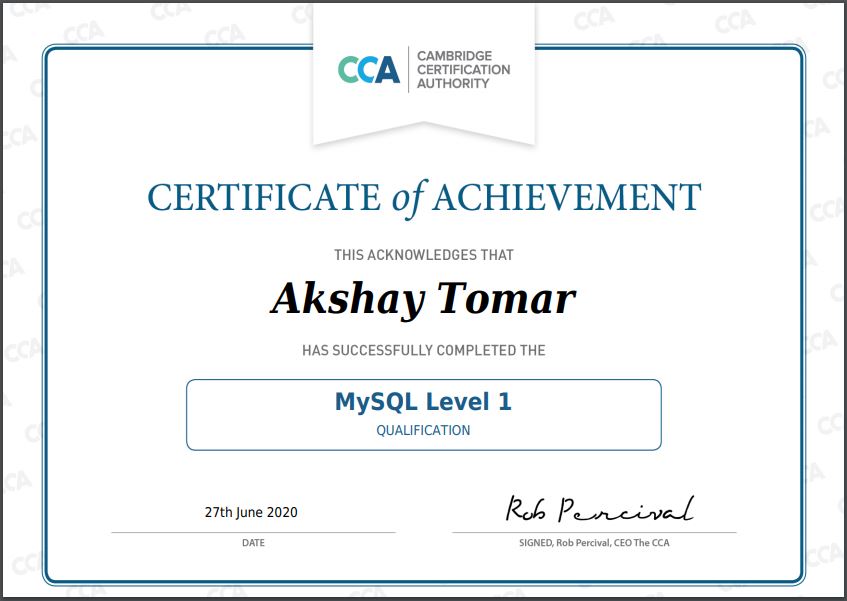 CCA
CAMBRIDGE
CERTIFICATION
AUTHORITY
CERTIFICATE of ACHIEVEMENT
THIS ACKNOWLEDGES THAT
Akshay Tomar
HAS SUCCESSFULLY COMPLETED THE
MySQL Level 1
QUALIFICATION
27th June 2020
Rob Percival
DATE
SIGNED, Rob Percival, CEO The CCA